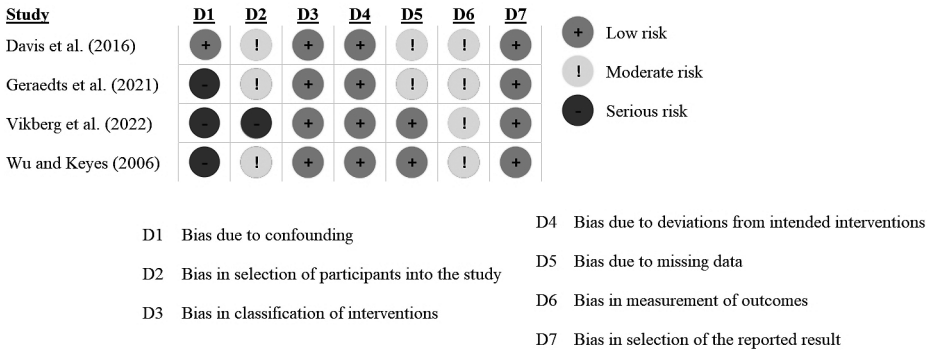 Study D1 D2 D3 D4 D5 D6 D7
Davis et al. (2016) + ! + + ! ! +
Geraedts et al. (2021) - ! + + ! ! +
Vikberg et al. (2022) - - + + + ! +
Wu and Keyes (2006) - ! + + + ! +
+ Low risk
! Moderate risk
- Serious risk
D1 Bias due to confounding
D2 Bias in selection of participants into the study
D3 Bias in classification of interventions
D4 Bias due to deviations from intended interventions
D5 Bias due to missing data
D6 Bias in measurement of outcomes
D7 Bias in selection of the reported result